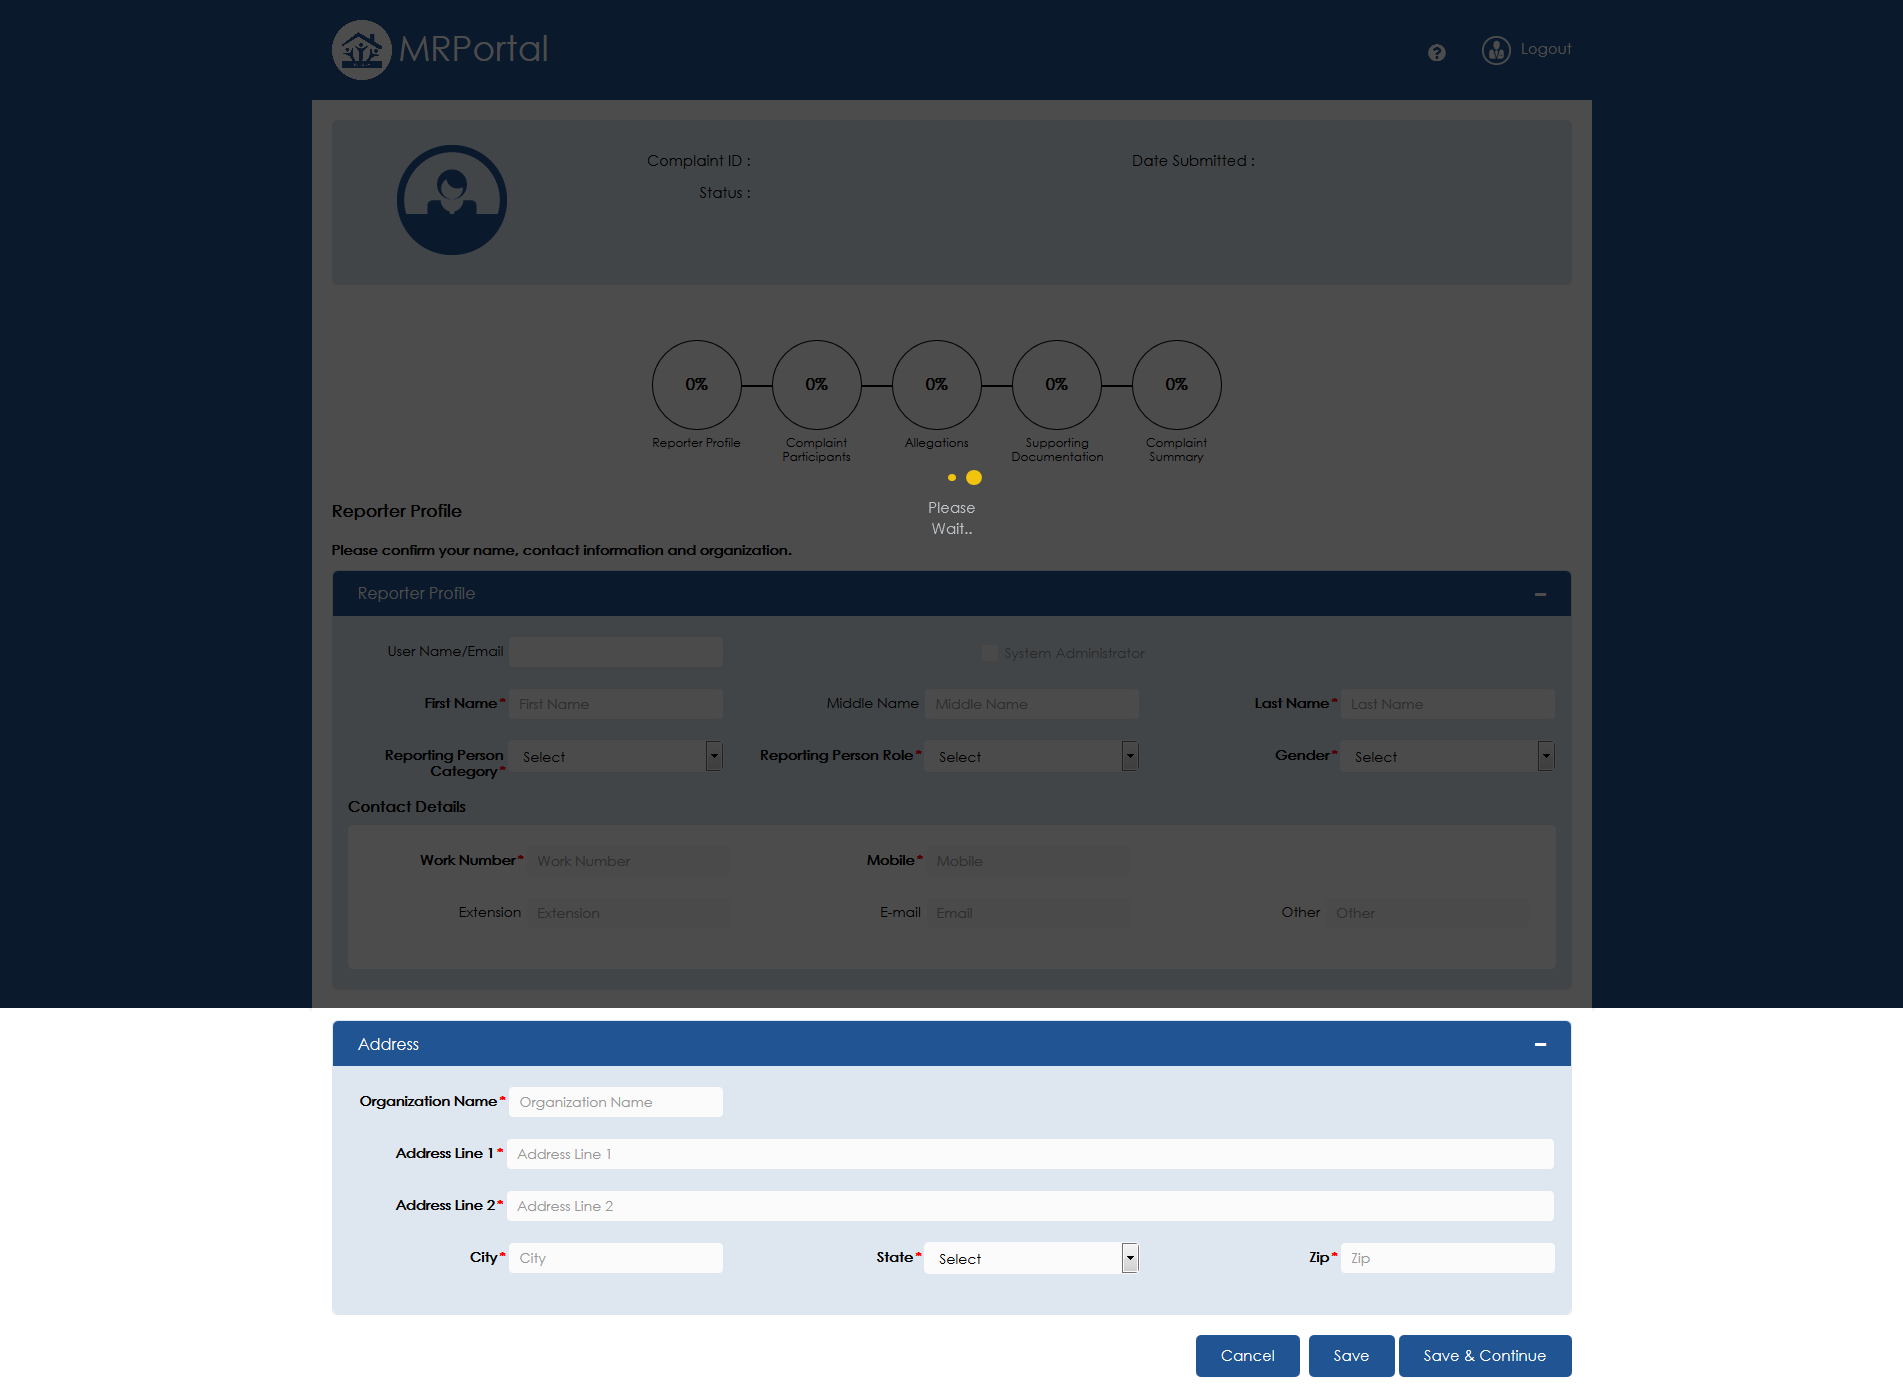 MRPortal
Logout
Complaint ID : Date Submitted :
Status :
0% 0% 0% 0% 0%
Reporter Profile Complaint Participants Allegations Supporting Documentation Complaint Summary
Please
Wait..
Reporter Profile
Please confirm your name, contact information and organization.
Reporter Profile
User Name/Email System Administrator
First Name* First Name Middle Name Middle Name Last Name* Last Name
Reporting Person Category* Select Reporting Person Role* Select Gender* Select
Contact Details
Work Number* Work Number Mobile* Mobile
Extension Extension E-mail Email Other Other
Address
Organization Name* Organization Name
Address Line 1* Address Line 1
Address Line 2* Address Line 2
City* City State* Select Zip* Zip
Cancel Save Save & Continue